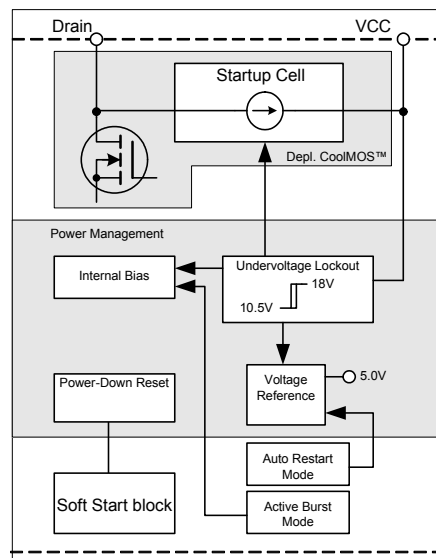 Drain
VCC
Startup Cell
Depl. CoolMOS™
Power Management
Internal Bias
Undervoltage Lockout
18V
10.5V
Power-Down Reset
Voltage
Reference
5.0V
Auto Restart
Mode
Soft Start block
Active Burst
Mode